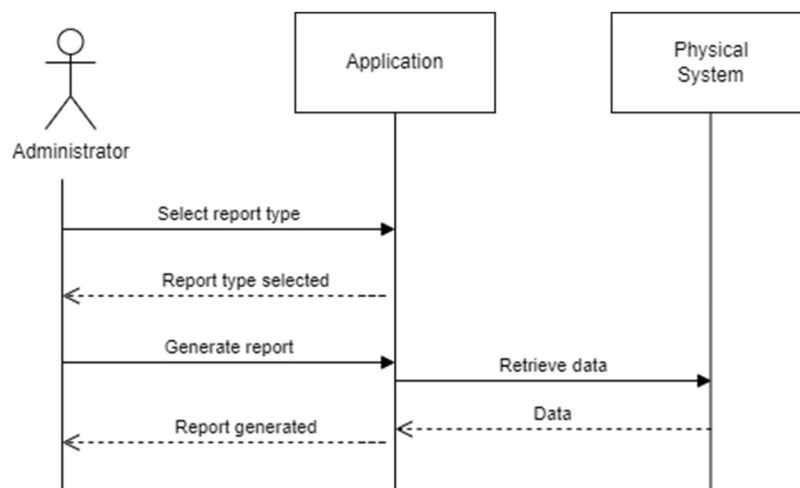 Application
Physical
System
Administrator
Select report type
Report type selected
Generate report
Retrieve data
Data
Report generated